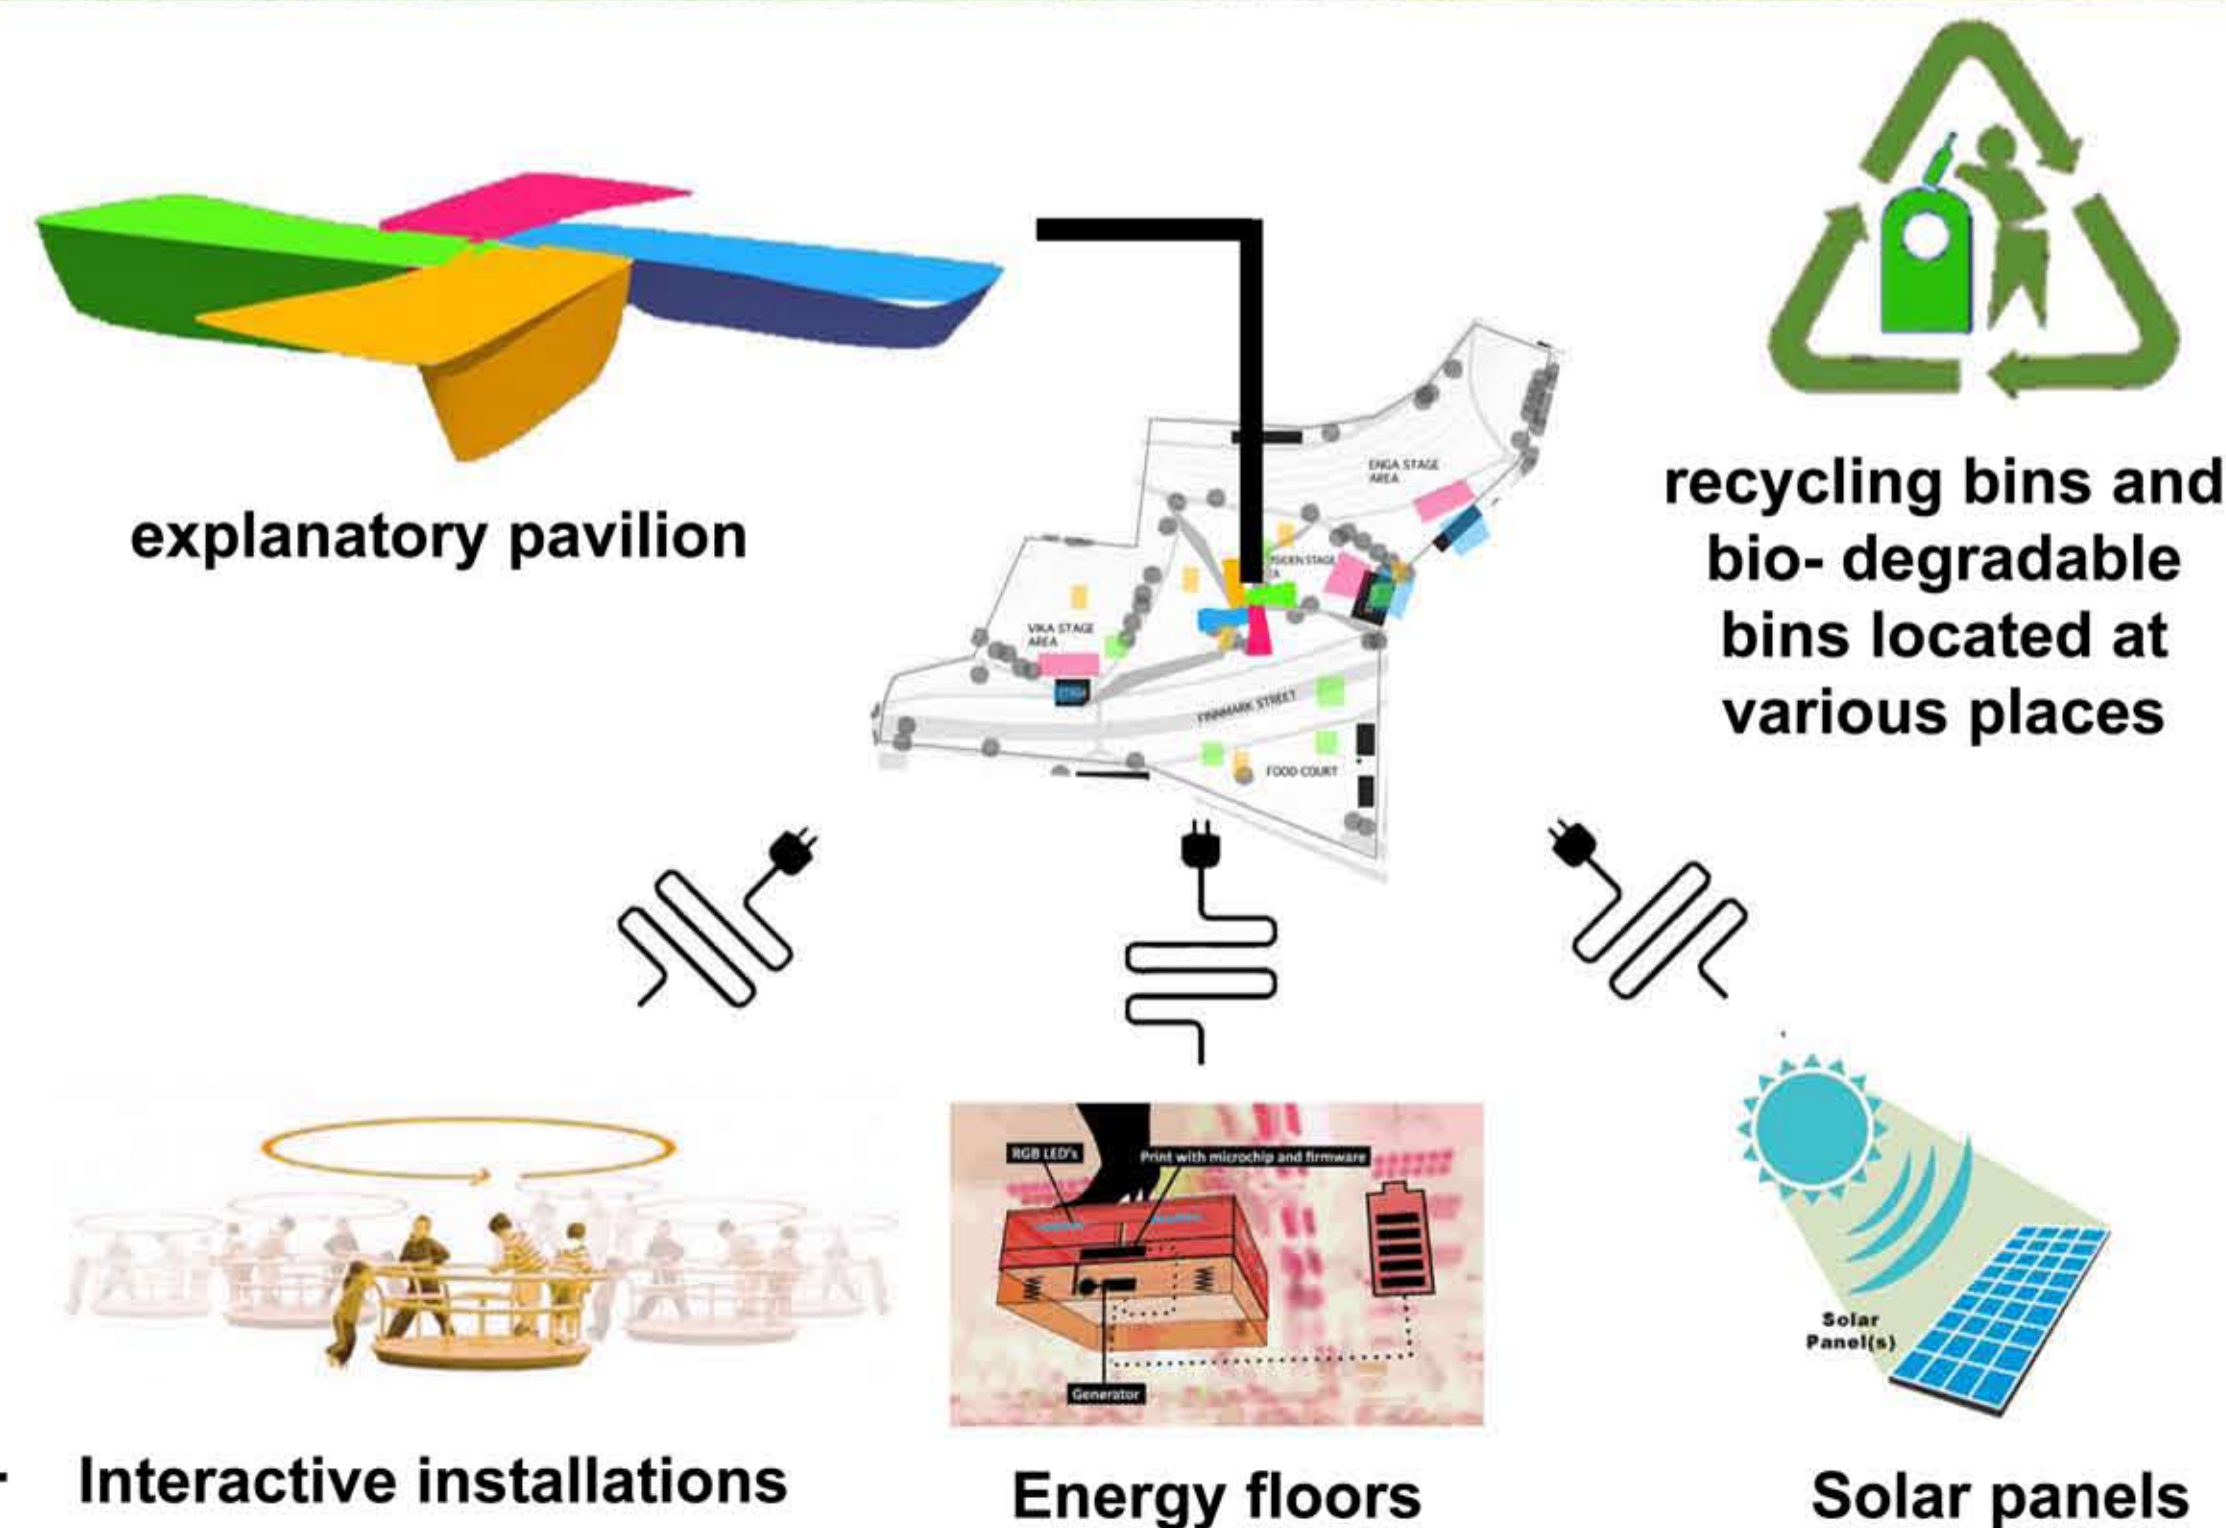 explanatory pavilion
recycling bins and
bio- degradable
bins located at
various places
ENGA STAGE
AREA
VIKA STAGE
AREA
STAGE
FINNMARK STREET
FOOD COURT
RGB LED's
Print with microchip and firmware
Generator
Solar
Panel(s)
Interactive installations
Energy floors
Solar panels